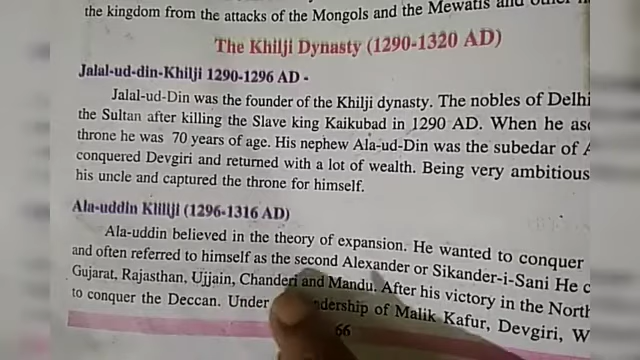 the kingdom from the attacks of the Mongols and the Mewatis and other
The Khilji Dynasty (1290-1320 AD)
Jalal-ud-din-Khilji 1290-1296 AD -
Jalal-ud-Din was the founder of the Khilji dynasty. The nobles of Delhi
the Sultan after killing the Slave king Kaikubad in 1290 AD. When he
throne he was 70 years of age. His nephew Ala-ud-Din was the subedar of
conquered Devgiri and returned with a lot of wealth. Being very ambitious
his uncle and captured the throne for himself.
Ala-uddin Khilji (1296-1316 AD)
Ala-uddin believed in the theory of expansion. He wanted to conquer
and often referred to himself as the second Alexander or Sikander-i-Sani He
Gujarat, Rajasthan, Ujjain, Chanderi and Mandu. After his victory in the North
to conquer the Deccan. Under of Malik Kafur, Devgiri,
66